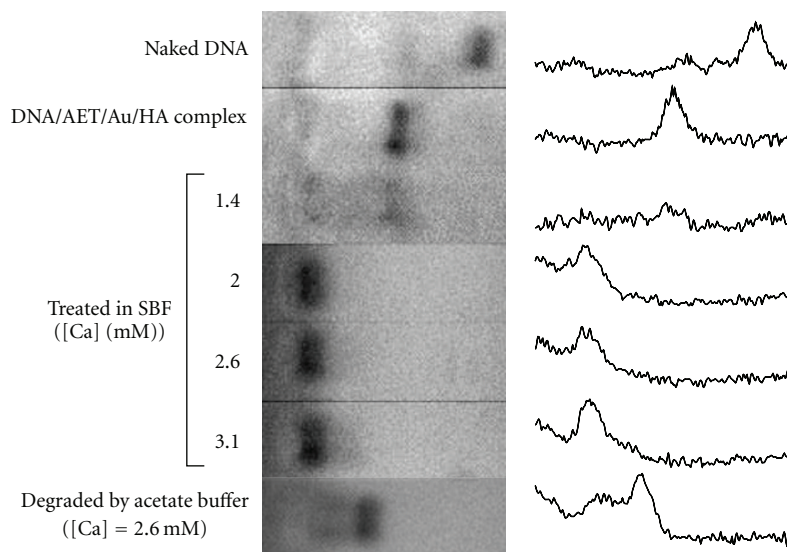 Naked DNA
DNA/AET/Au/HA complex
1.4
2
Treated in SBF
([Ca] (mM))
2.6
3.1
Degraded by acetate buffer
([Ca] = 2.6 mM)